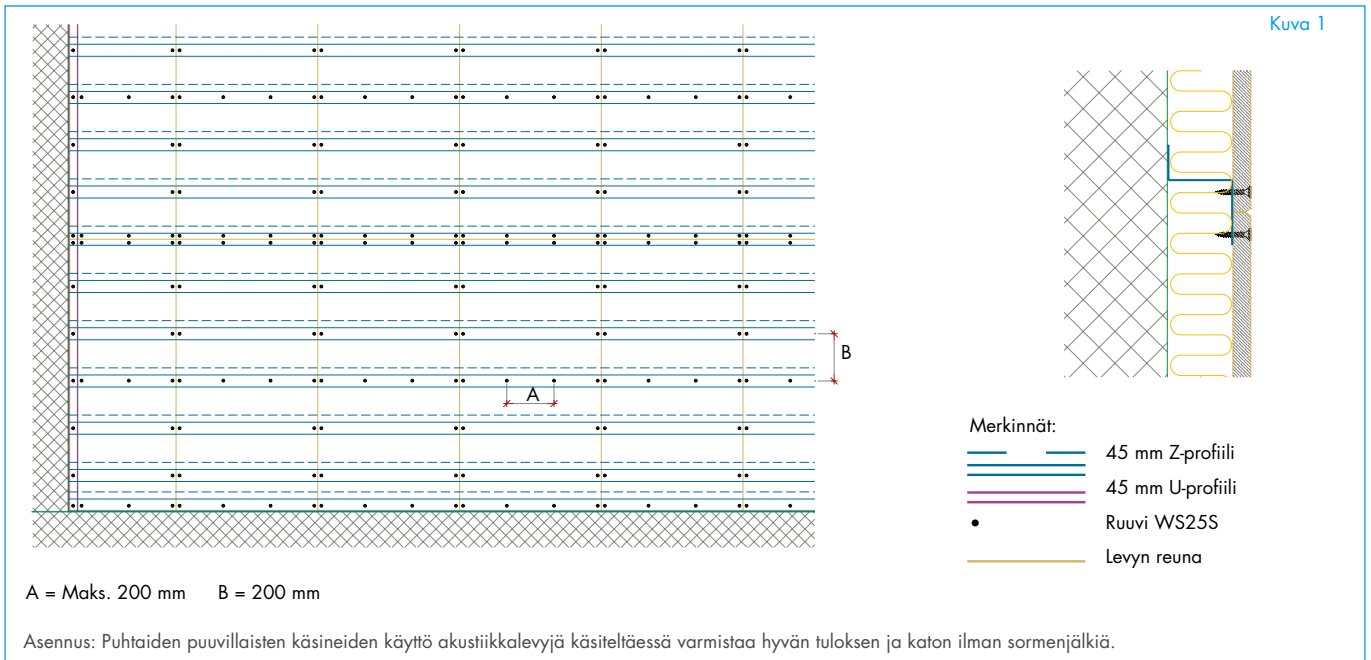 Kuva 1
B
A
Merkinnät:
45 mm Z-profiili
45 mm U-profiili
Ruuvi WS25S
Levyn reuna
A = Maks. 200 mm B = 200 mm
Asennus: Puhtaiden puuvillaisten käsineiden käyttö akustiikkalevyjä käsiteltäessä varmistaa hyvän tuloksen ja katon ilman sormenjälkiä.